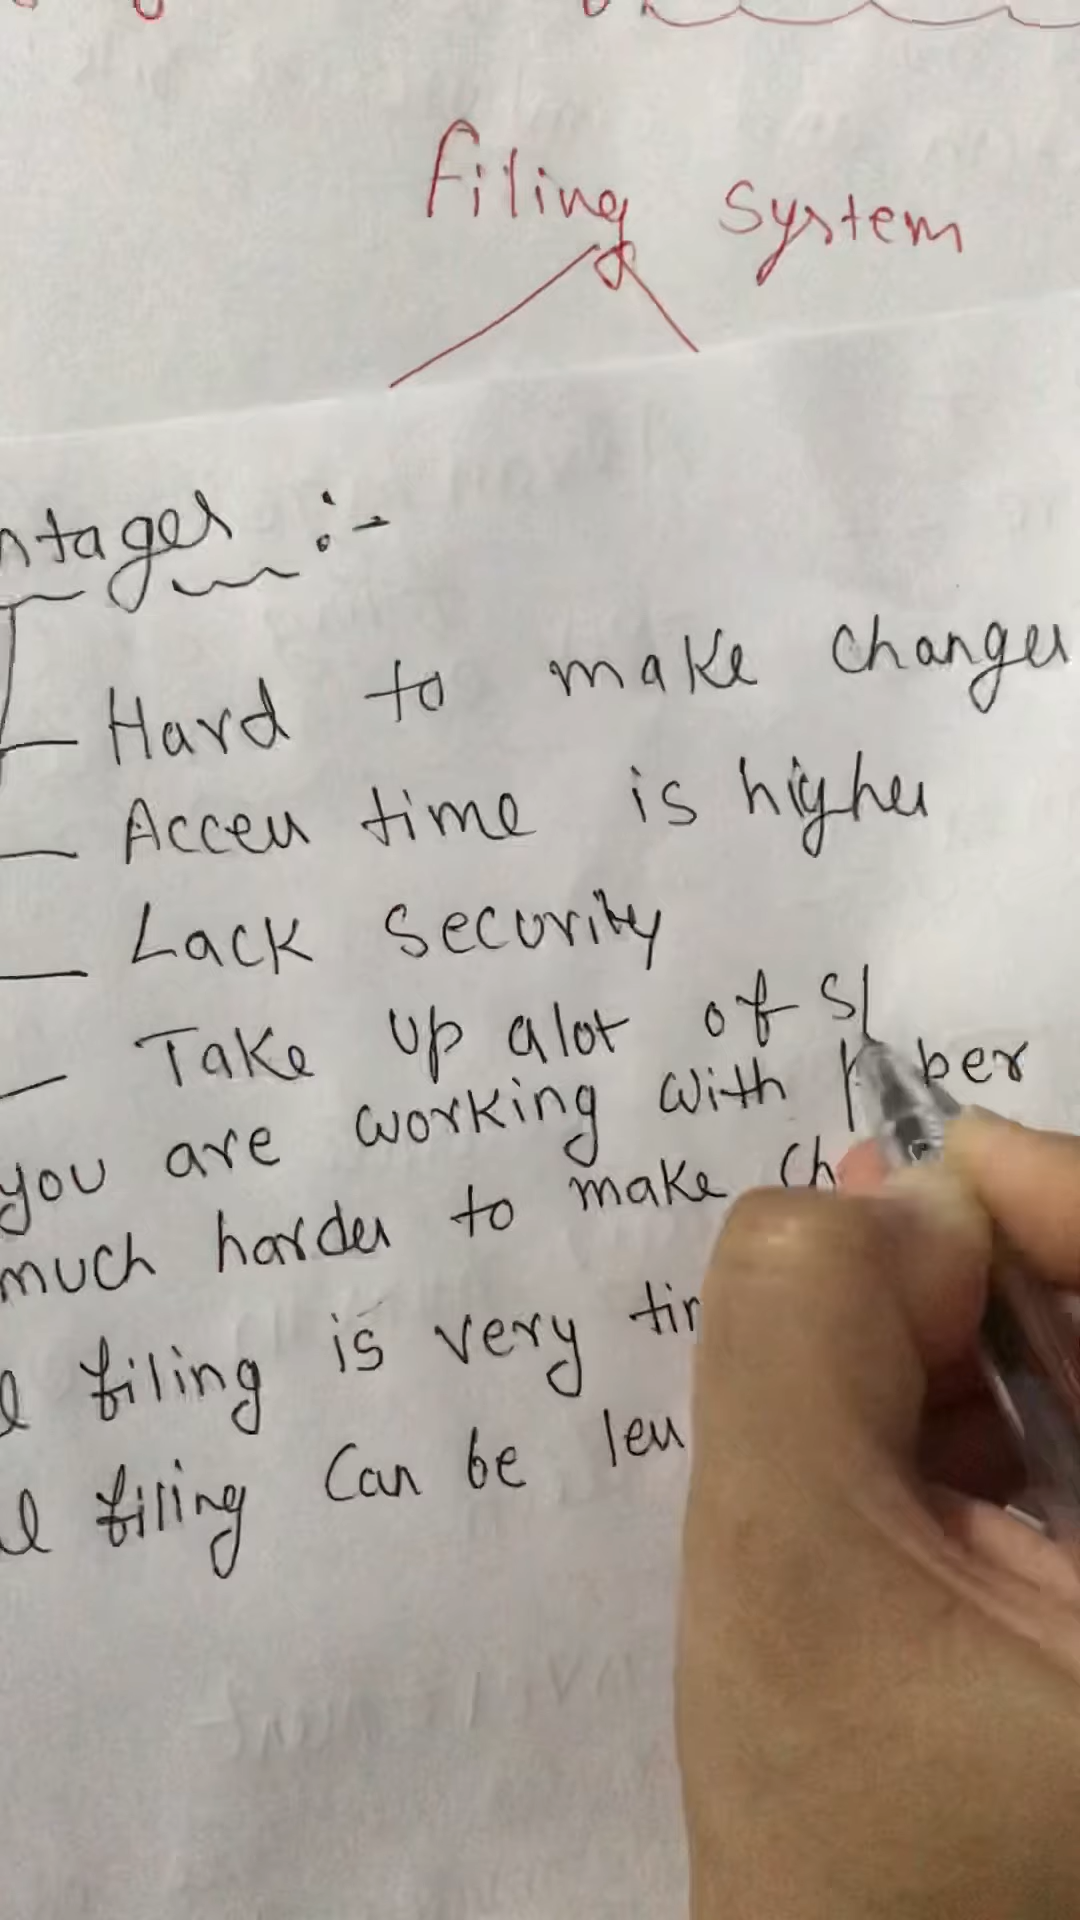 Filing System
ntages :-
Hard to make changes
Access time is higher
Lack security
Take up alot of
you are working with
much harder to make
filing is very
filing can be less